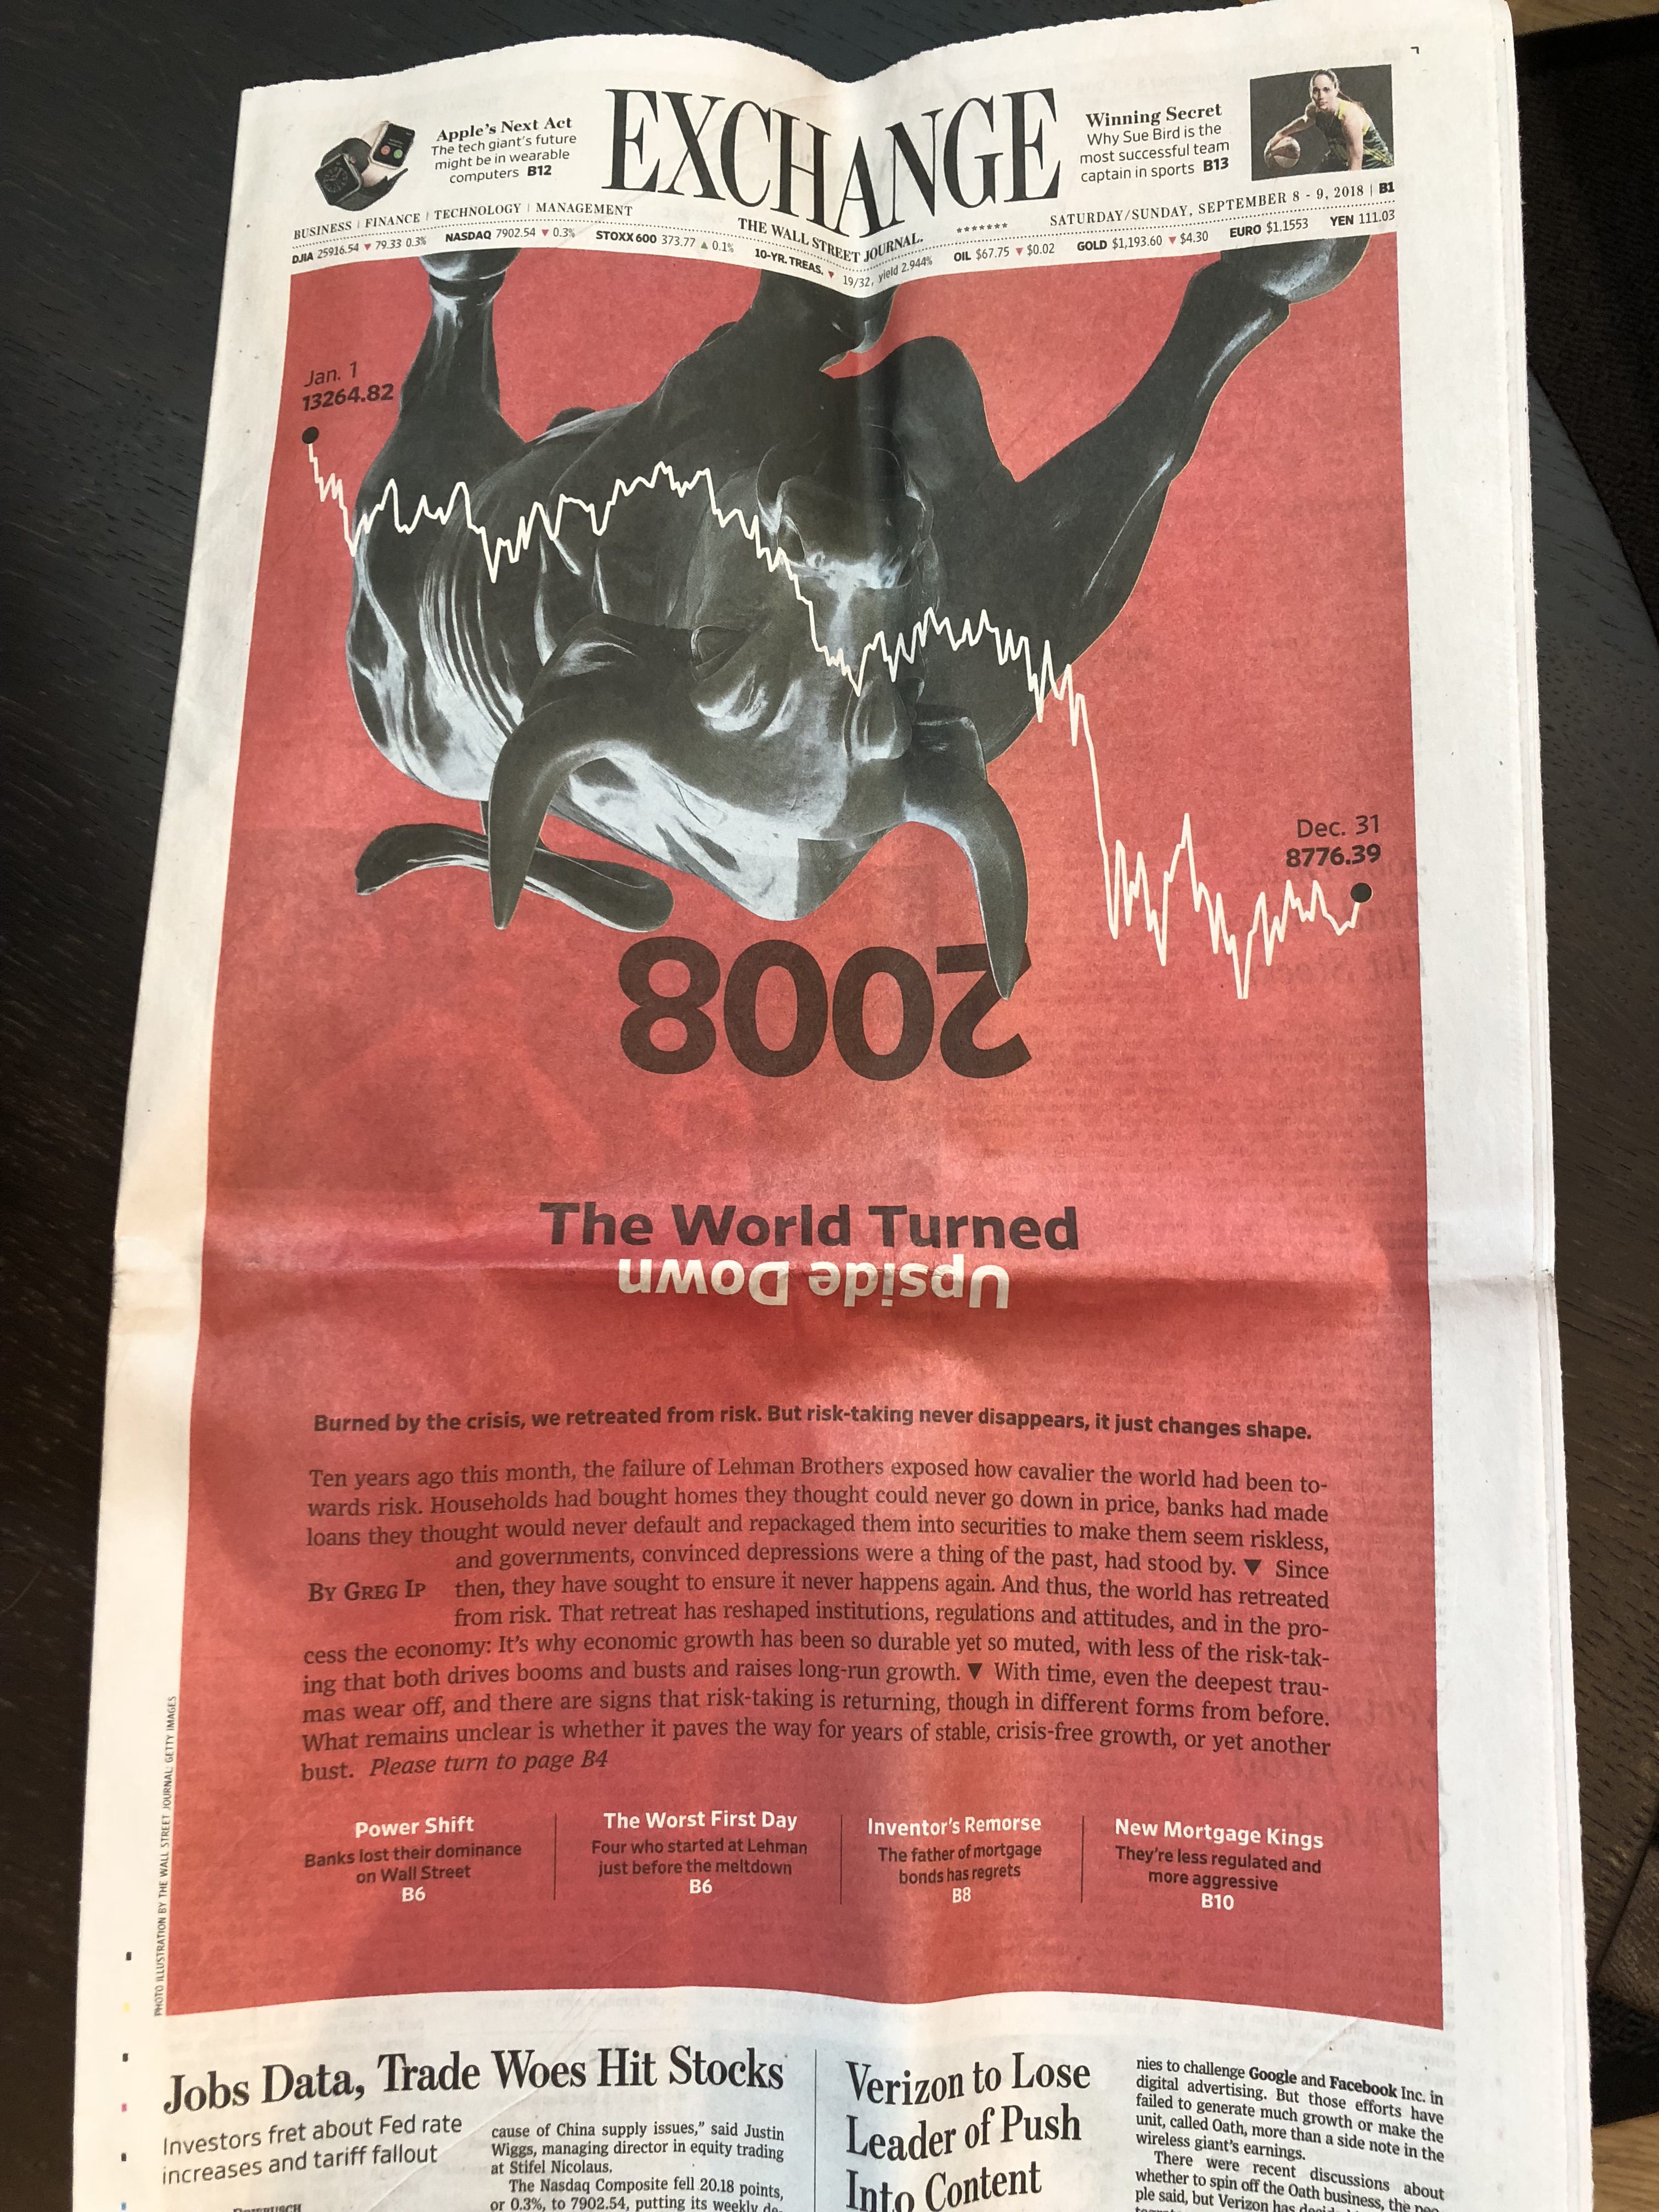 Apple's Next Act
The tech giant's future
might be in wearable
computers B12
EXCHANGE
Winning Secret
Why Sue Bird is the
most successful team
captain in sports B13
BUSINESS | FINANCE | TECHNOLOGY | MANAGEMENT
THE WALL STREET JOURNAL.
*******
SATURDAY/SUNDAY, SEPTEMBER 8 - 9, 2018 | B1
DJIA 25916.54 ▼ 79.33 0.3% NASDAQ 7902.54 ▼ 0.3% STOXX 600 373.77 ▲ 0.1% 10-YR. TREAS. ▼ 19/32, yield 2.944% OIL $67.75 ▼ $0.02 GOLD $1,193.60 ▼ $4.30 EURO $1.1553 YEN 111.03
Jan. 1
13264.82
Dec. 31
8776.39
2008
The World Turned
Upside Down
Burned by the crisis, we retreated from risk. But risk-taking never disappears, it just changes shape.
Ten years ago this month, the failure of Lehman Brothers exposed how cavalier the world had been to-
wards risk. Households had bought homes they thought could never go down in price, banks had made
loans they thought would never default and repackaged them into securities to make them seem riskless,
and governments, convinced depressions were a thing of the past, had stood by. ▼ Since
BY GREG IP then, they have sought to ensure it never happens again. And thus, the world has retreated
from risk. That retreat has reshaped institutions, regulations and attitudes, and in the pro-
cess the economy: It's why economic growth has been so durable yet so muted, with less of the risk-tak-
ing that both drives booms and busts and raises long-run growth. ▼ With time, even the deepest trau-
mas wear off, and there are signs that risk-taking is returning, though in different forms from before.
What remains unclear is whether it paves the way for years of stable, crisis-free growth, or yet another
bust. Please turn to page B4
Power Shift
Banks lost their dominance
on Wall Street
B6
The Worst First Day
Four who started at Lehman
just before the meltdown
B6
Inventor's Remorse
The father of mortgage
bonds has regrets
B8
New Mortgage Kings
They're less regulated and
more aggressive
B10
PHOTO ILLUSTRATION BY THE WALL STREET JOURNAL; GETTY IMAGES
Jobs Data, Trade Woes Hit Stocks
Investors fret about Fed rate
increases and tariff fallout
cause of China supply issues," said Justin
Wiggs, managing director in equity trading
at Stifel Nicolaus.
The Nasdaq Composite fell 20.18 points,
or 0.3%, to 7902.54, putting its weekly de-
Verizon to Lose
Leader of Push
Into Content
nies to challenge Google and Facebook Inc. in
digital advertising. But those efforts have
failed to generate much growth or make the
unit, called Oath, more than a side note in the
wireless giant's earnings.
There were recent discussions about
whether to spin off the Oath business, the peo-
ple said, but Verizon has